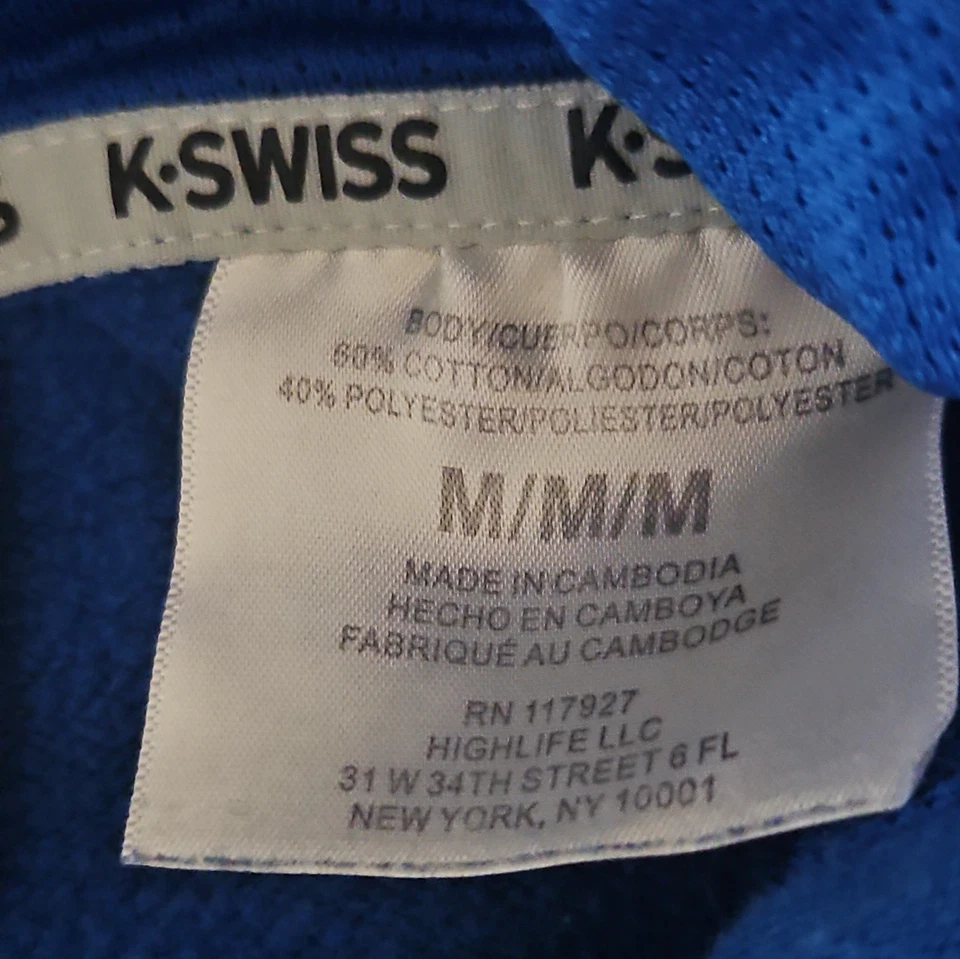 S K·SWISS K·S
BODY/CUERPO/CORPS:
60% COTTON/ALGODON/COTON
40% POLYESTER/POLIESTER/POLYESTER
M/M/M
MADE IN CAMBODIA
HECHO EN CAMBOYA
FABRIQUÉ AU CAMBODGE
RN 117927
HIGHLIFE LLC
31 W 34TH STREET 6 FL
NEW YORK, NY 10001